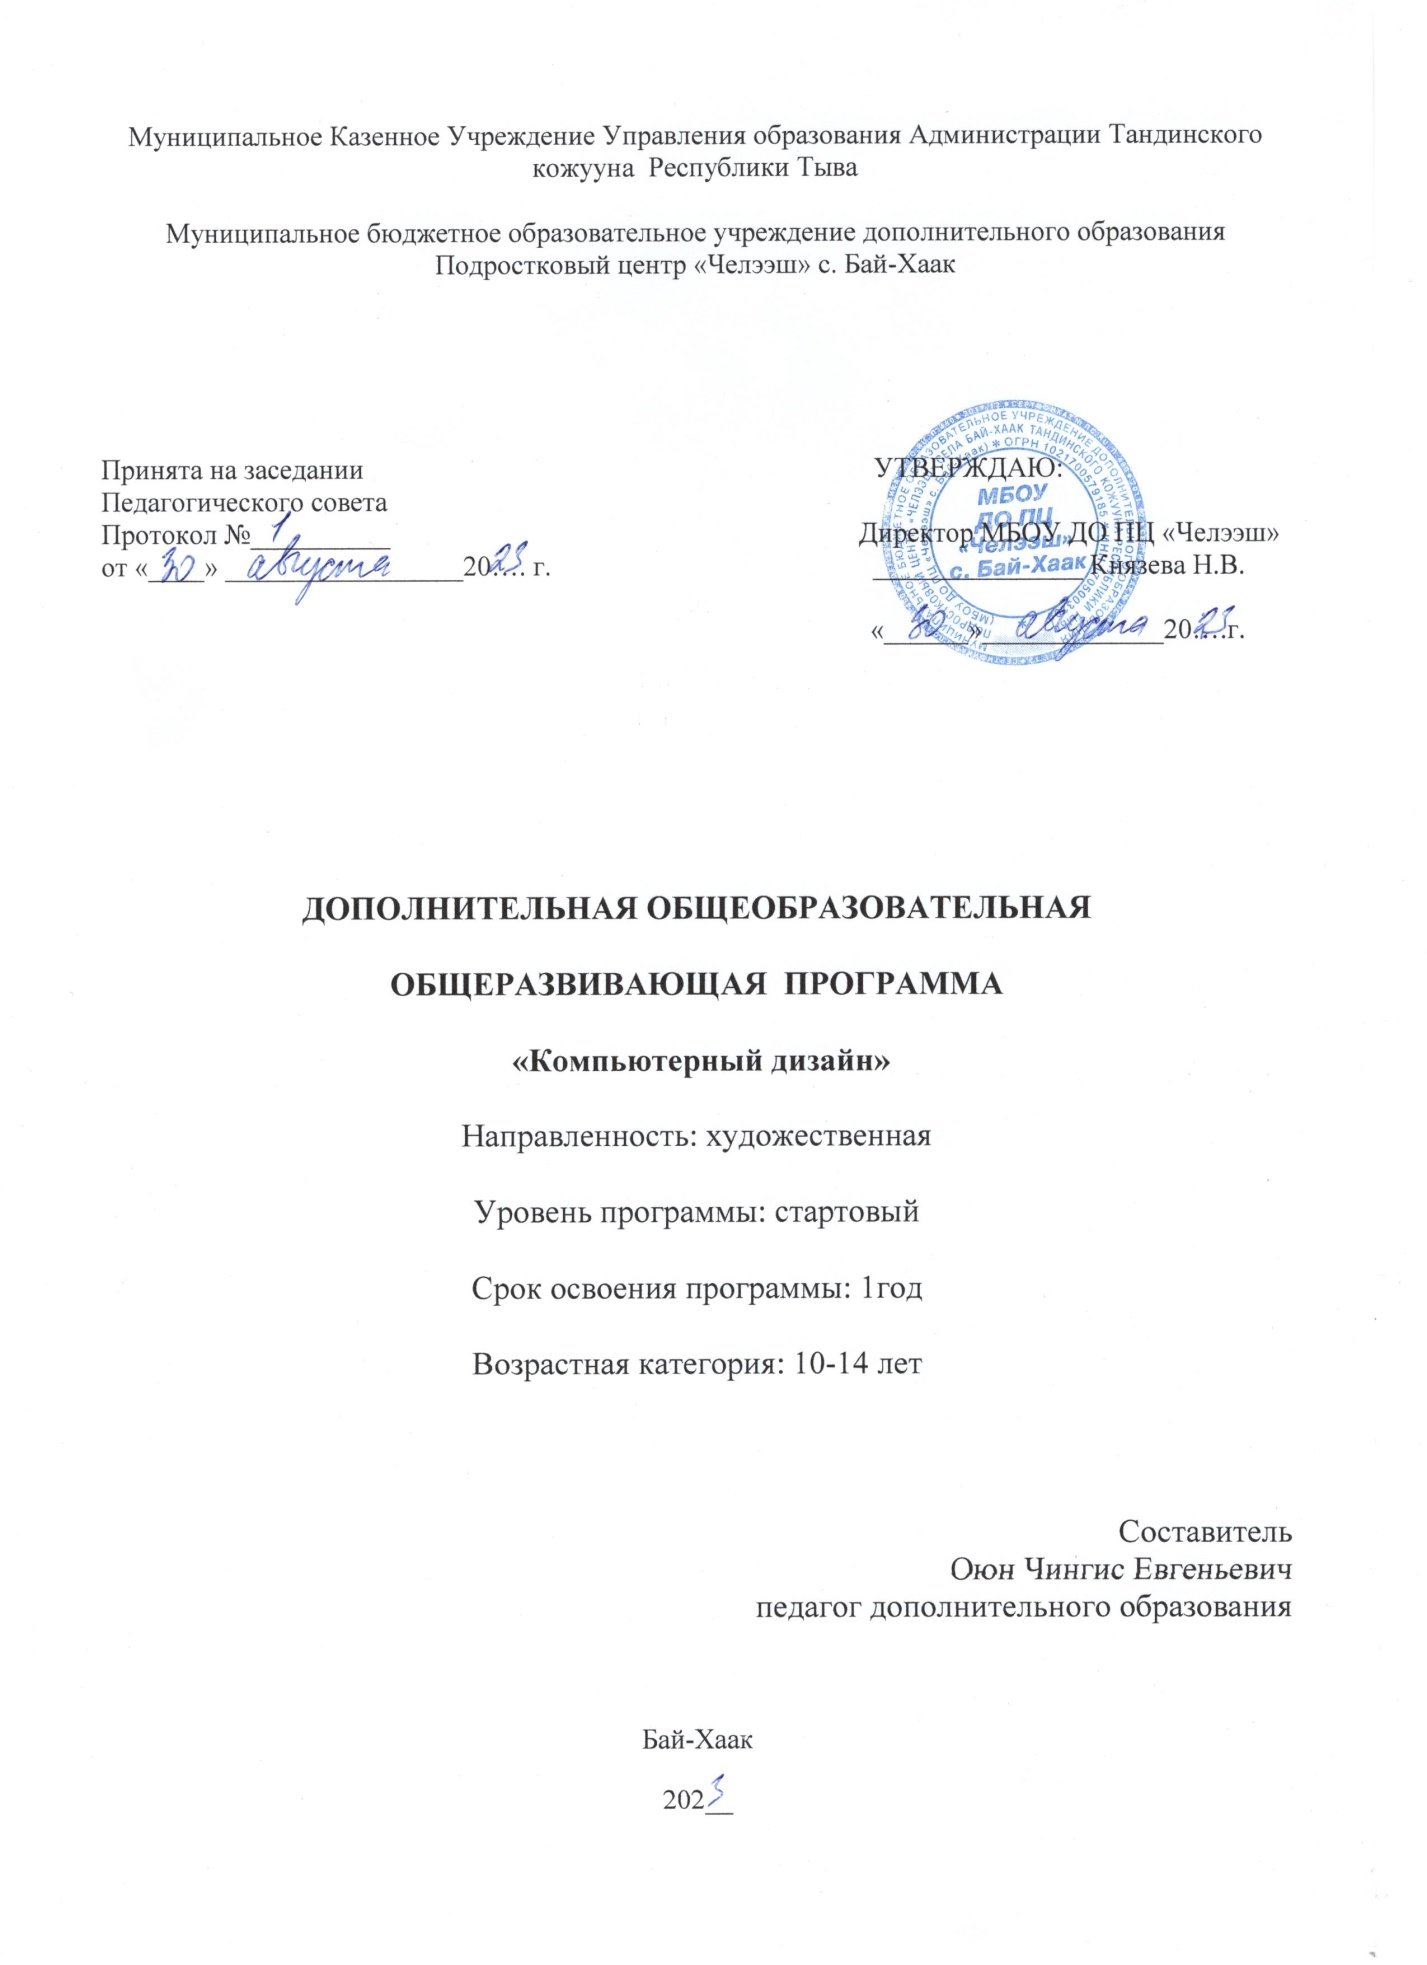 Муниципальное Казенное Учреждение Управления образования Администрации Тандинского
кожууна Республики Тыва
Муниципальное бюджетное образовательное учреждение дополнительного образования
Подростковый центр «Челээш» с. Бай-Хаак
Принята на заседании
Педагогического совета
Протокол № 1
от «30» августа 2023 г.
УТВЕРЖДАЮ:
Директор МБОУ ДО ПЦ «Челээш»
Князева Н.В.
«30» августа 2023г.
МБОУ
ДО ПЦ
«Челээш»
с. Бай-Хаак
ОГРН 1021700579185
ДОПОЛНИТЕЛЬНАЯ ОБЩЕОБРАЗОВАТЕЛЬНАЯ
ОБЩЕРАЗВИВАЮЩАЯ ПРОГРАММА
«Компьютерный дизайн»
Направленность: художественная
Уровень программы: стартовый
Срок освоения программы: 1год
Возрастная категория: 10-14 лет
Составитель
Оюн Чингис Евгеньевич
педагог дополнительного образования
Бай-Хаак
2023